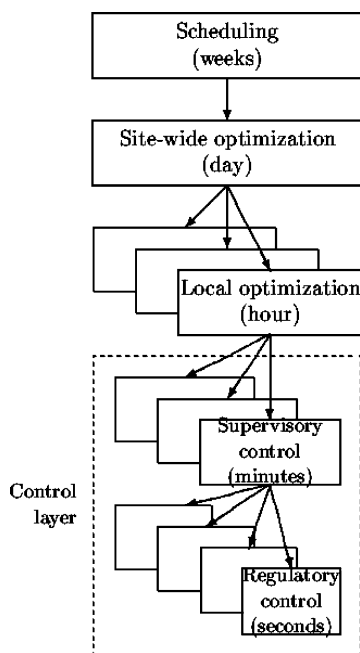 Scheduling
(weeks)
Site-wide optimization
(day)
Local optimization
(hour)
Supervisory
control
(minutes)
Control
layer
Regulatory
control
(seconds)